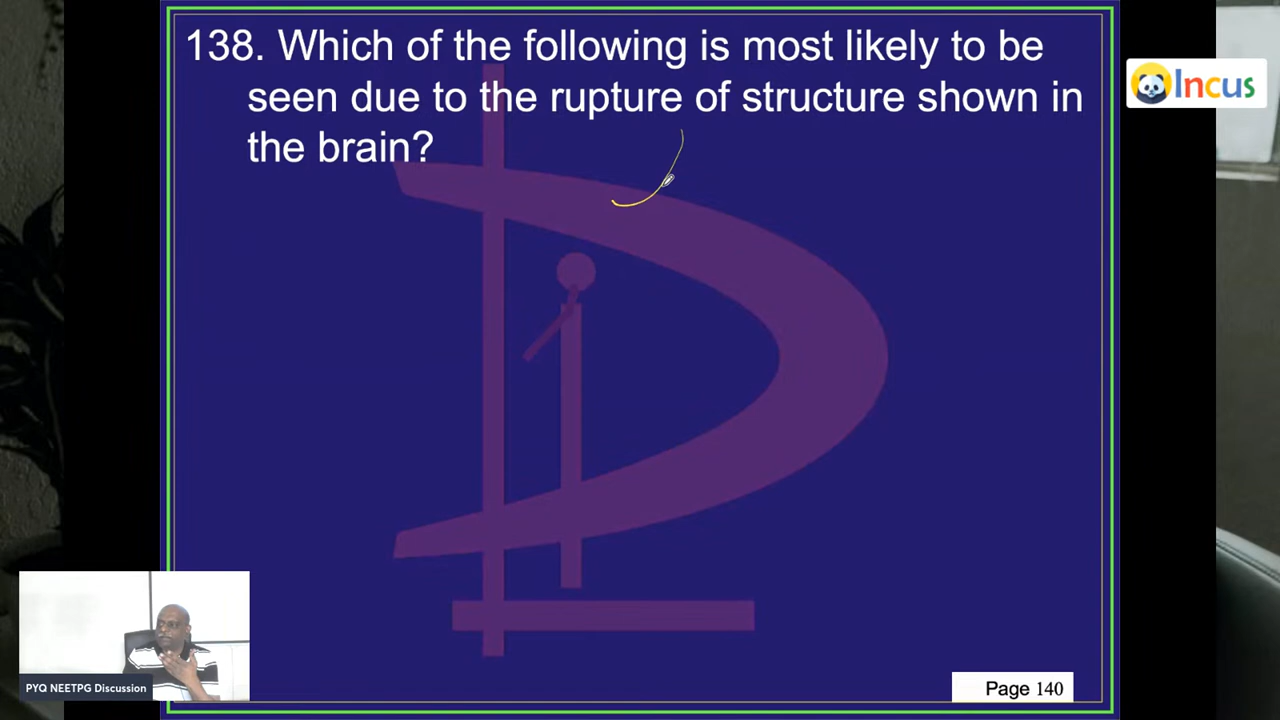 138. Which of the following is most likely to be
seen due to the rupture of structure shown in
the brain?
Incus
PYQ NEETPG Discussion
Page 140